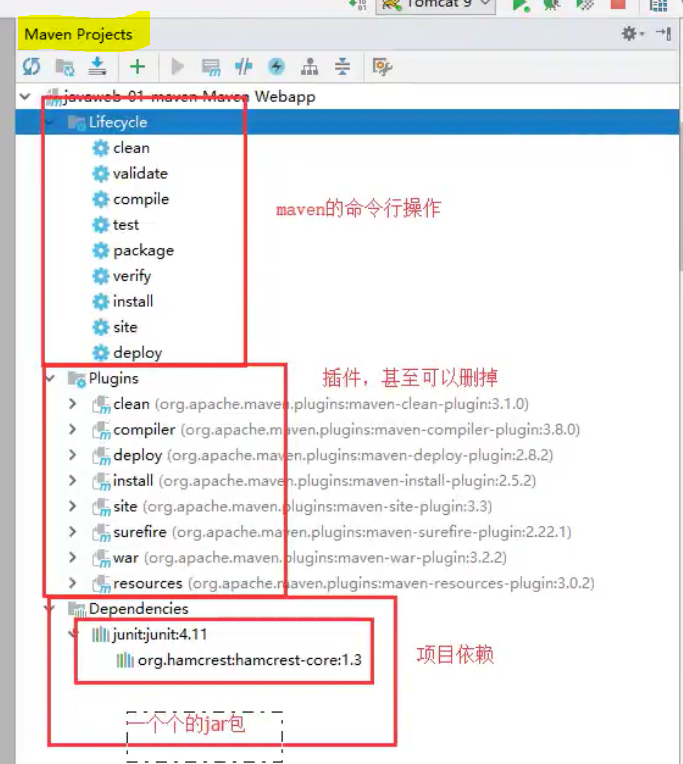 Tomcat 9
Maven Projects
javaweb-01-maven Maven Webapp
Lifecycle
clean
validate
compile
maven的命令行操作
test
package
verify
install
site
deploy
Plugins
插件，甚至可以删掉
clean (org.apache.maven.plugins:maven-clean-plugin:3.1.0)
compiler (org.apache.maven.plugins:maven-compiler-plugin:3.8.0)
deploy (org.apache.maven.plugins:maven-deploy-plugin:2.8.2)
install (org.apache.maven.plugins:maven-install-plugin:2.5.2)
site (org.apache.maven.plugins:maven-site-plugin:3.3)
surefire (org.apache.maven.plugins:maven-surefire-plugin:2.22.1)
war (org.apache.maven.plugins:maven-war-plugin:3.2.2)
resources (org.apache.maven.plugins:maven-resources-plugin:3.0.2)
Dependencies
junit:junit:4.11
org.hamcrest:hamcrest-core:1.3
项目依赖
一个个的jar包